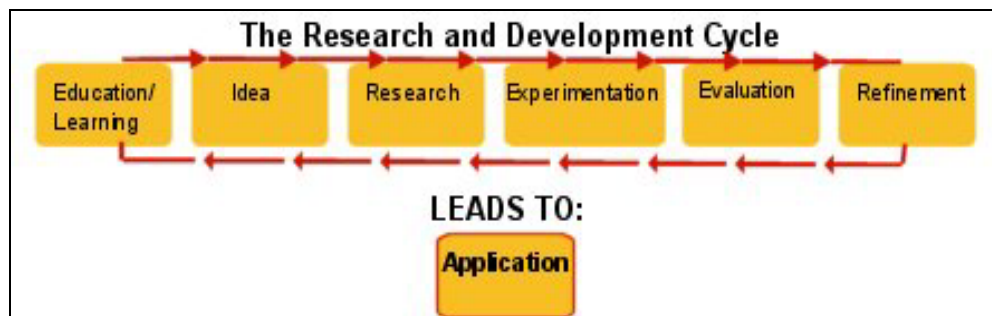 The Research and Development Cycle
Education/
Learning
Idea
Research
Experimentation
Evaluation
Refinement
LEADS TO:
Application